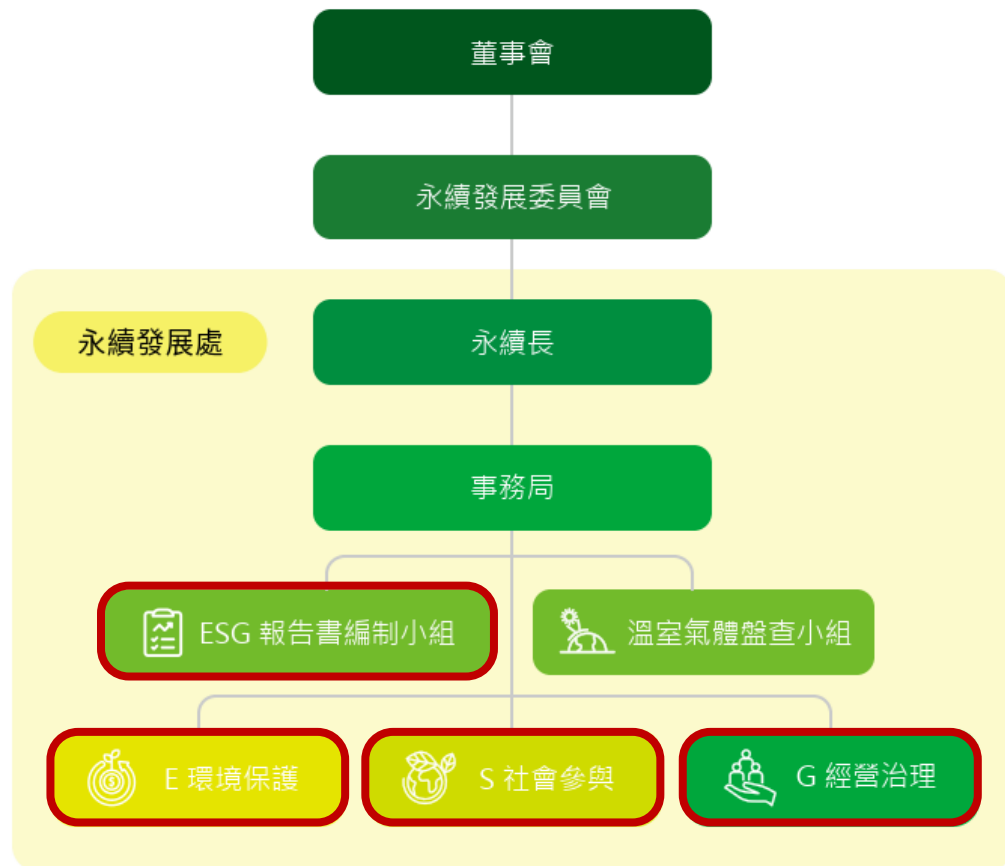 董事會
永續發展委員會
永續發展處
永續長
事務局
ESG 報告書編制小組
溫室氣體盤查小組
E 環境保護
S 社會參與
G 經營治理